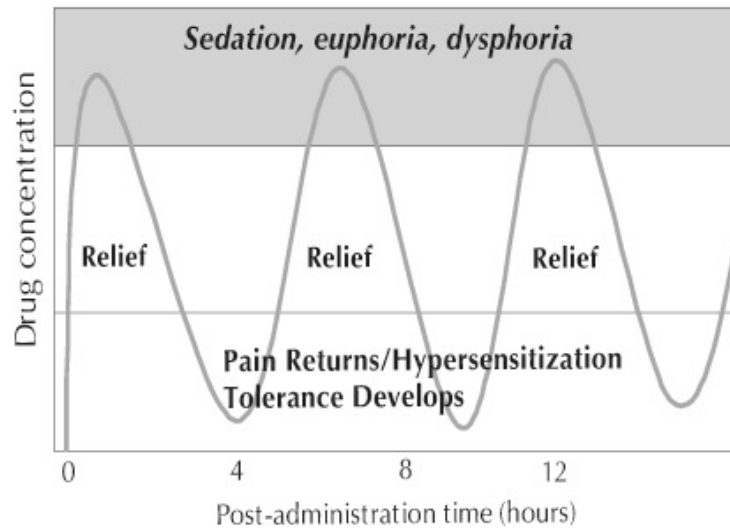 Sedation, euphoria, dysphoria
Drug concentration
Relief Relief Relief
Pain Returns/Hypersensitization
Tolerance Develops
0 4 8 12
Post-administration time (hours)